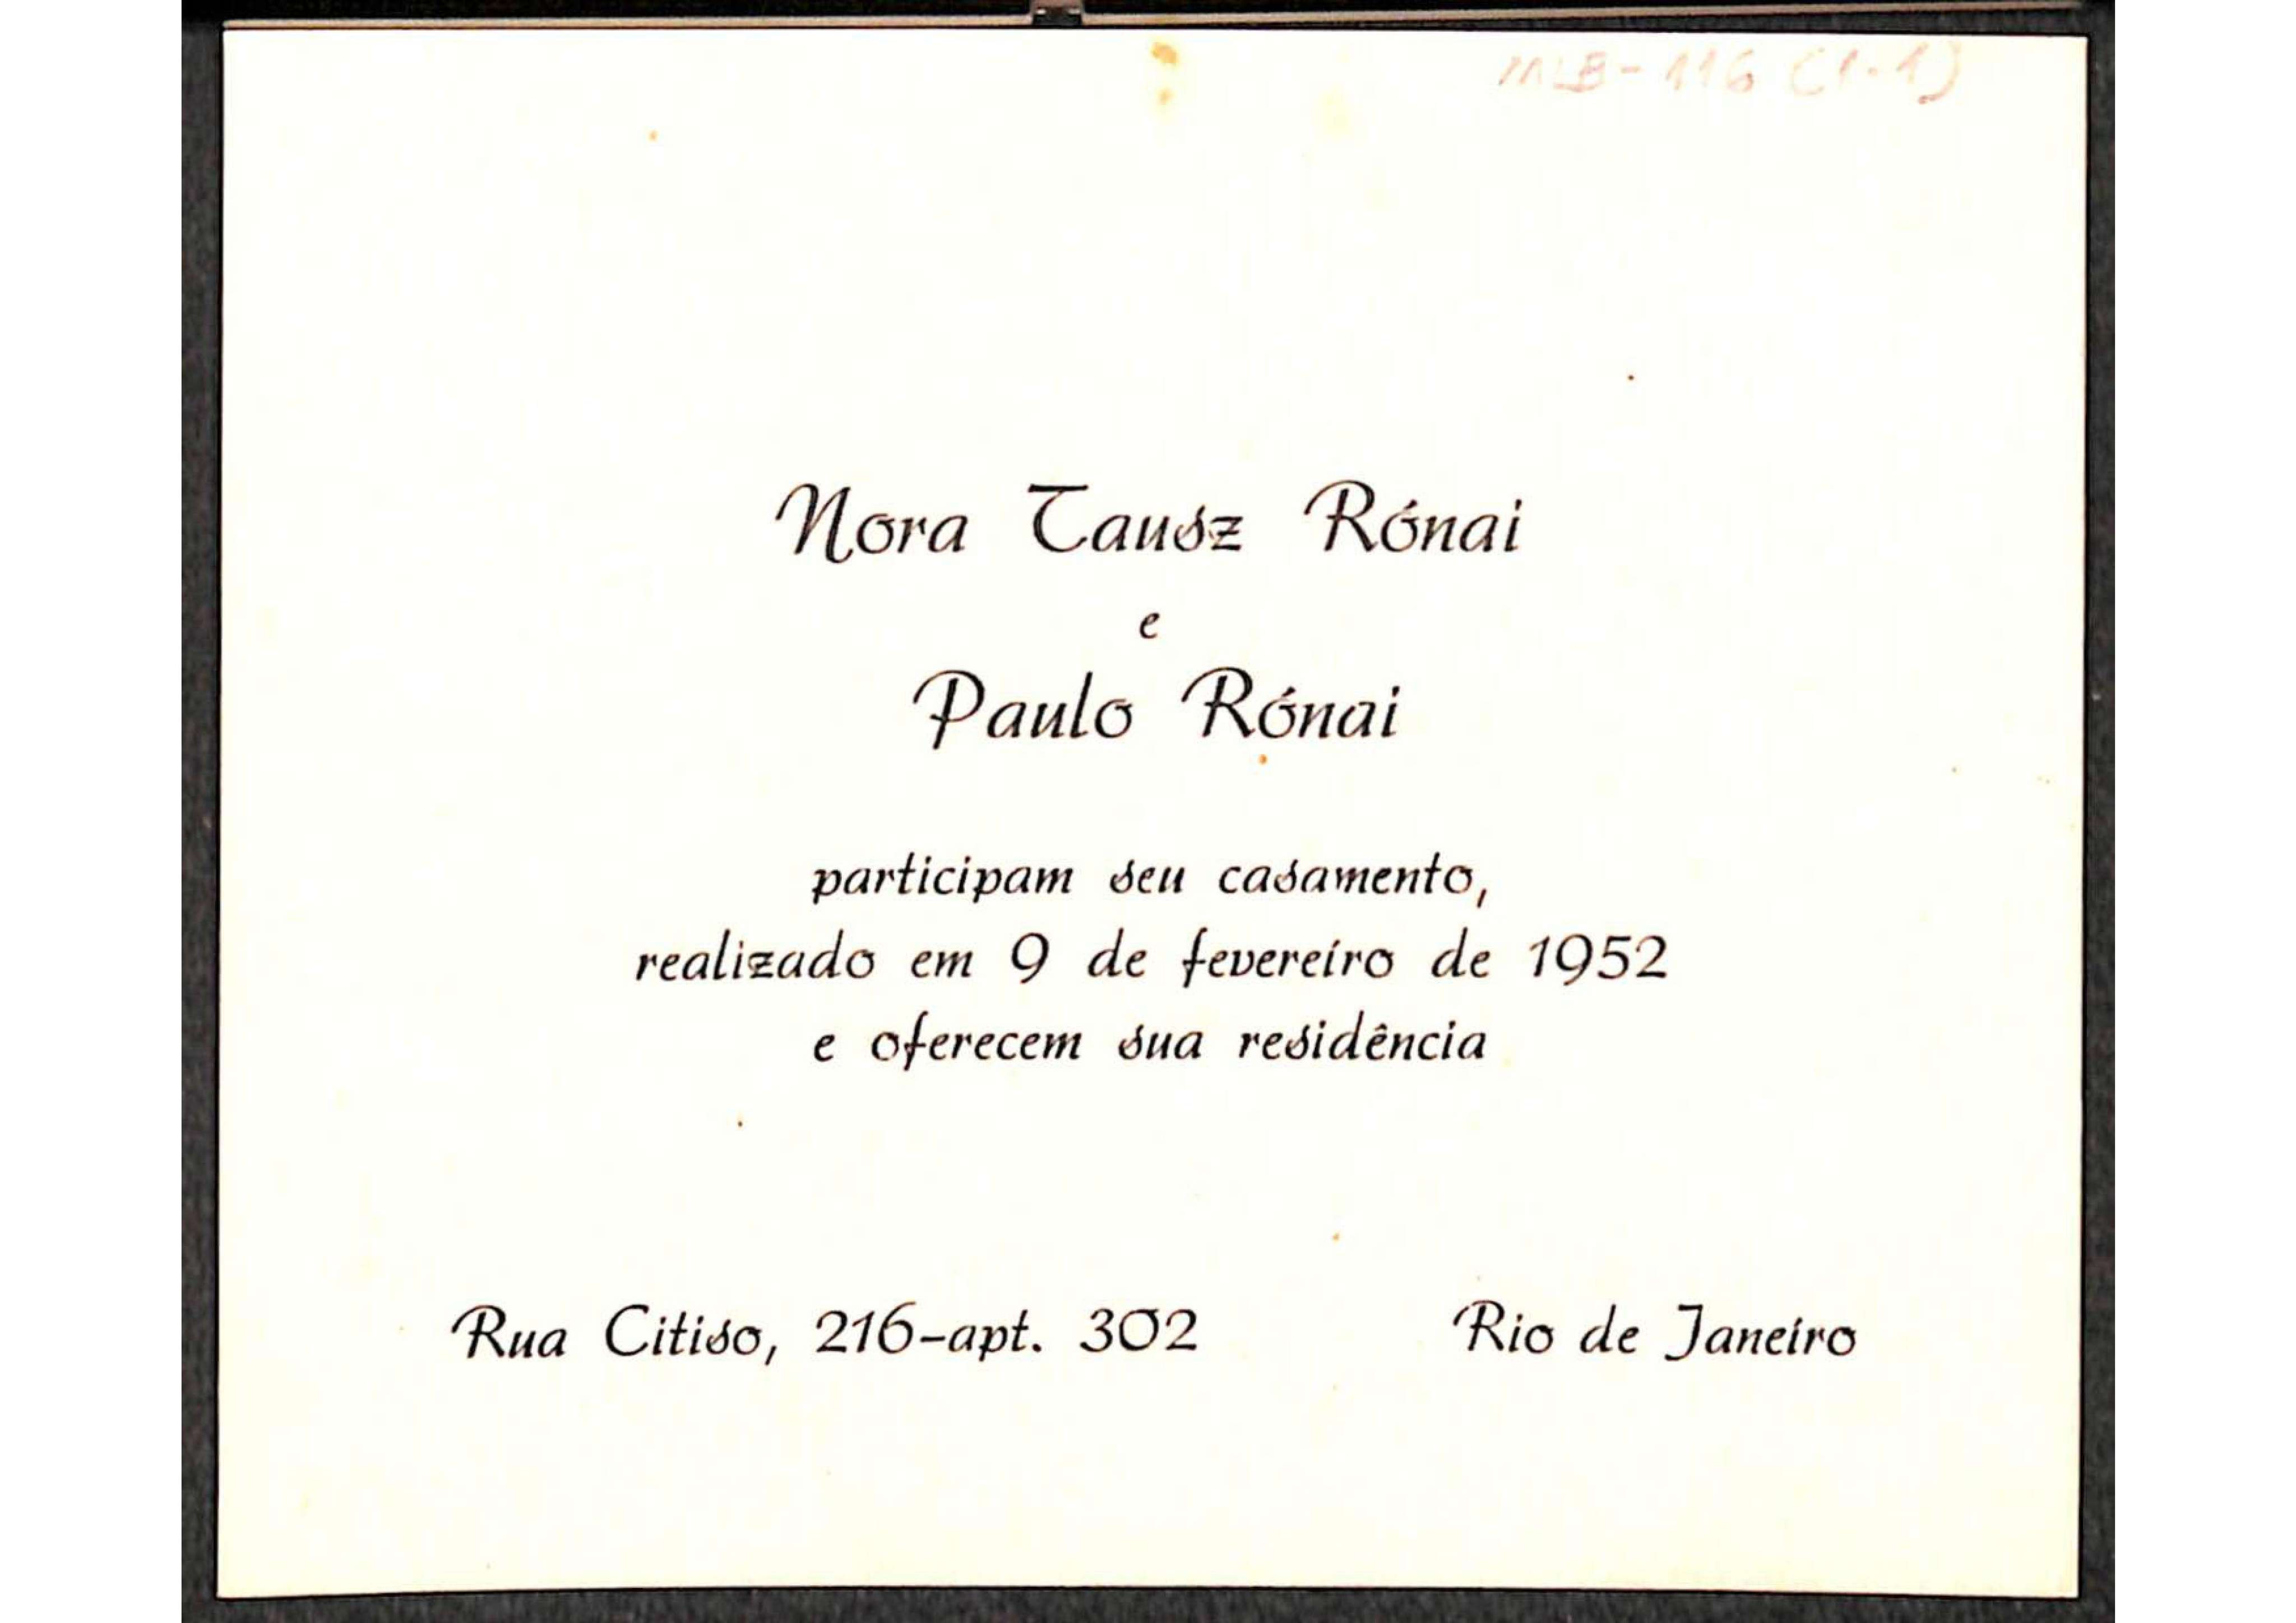 MLB-116 (1-1)
Nora Tausz Rónai
e
Paulo Rónai
participam seu casamento,
realizado em 9 de fevereiro de 1952
e oferecem sua residência
Rua Citiso, 216-apt. 302 Rio de Janeiro